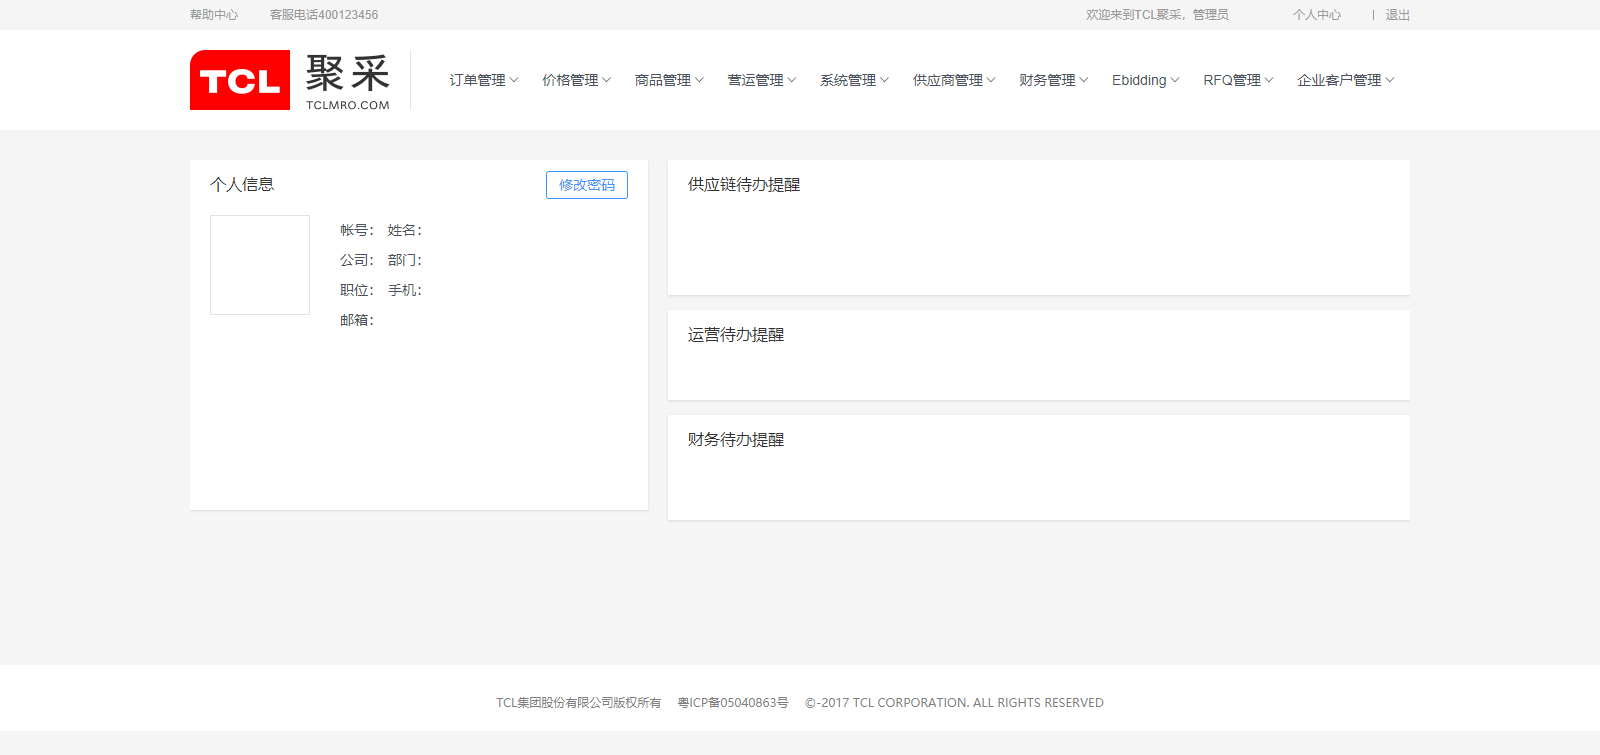 帮助中心 客服电话400123456 欢迎来到TCL聚采，管理员 个人中心 | 退出
TCL 聚采
TCLMRO.COM
订单管理 价格管理 商品管理 营运管理 系统管理 供应商管理 财务管理 Ebidding RFQ管理 企业客户管理
个人信息 修改密码
帐号： 姓名：
公司： 部门：
职位： 手机：
邮箱：
供应链待办提醒
运营待办提醒
财务待办提醒
TCL集团股份有限公司版权所有 粤ICP备05040863号 ©-2017 TCL CORPORATION. ALL RIGHTS RESERVED